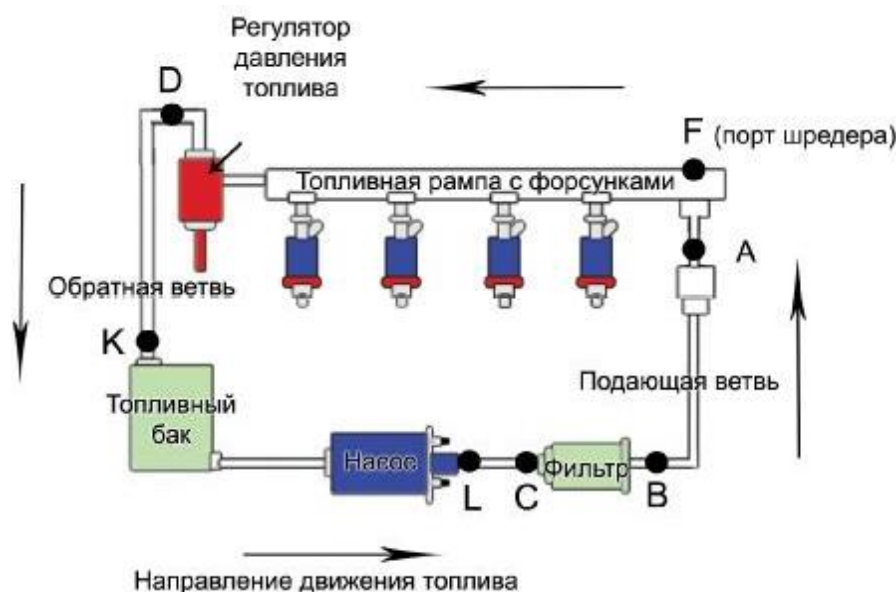 Регулятор
давления
топлива
D
F (порт шредера)
Топливная рампа с форсунками
A
Обратная ветвь
K
Подающая ветвь
Топливный
бак
Насос
Фильтр
L
C
B
Направление движения топлива